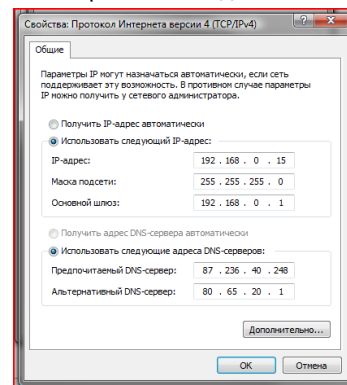 Свойства: Протокол Интернета версии 4 (TCP/IPv4)
Общие
Параметры IP могут назначаться автоматически, если сеть
поддерживает эту возможность. В противном случае параметры
IP можно получить у сетевого администратора.
Получить IP-адрес автоматически
Использовать следующий IP-адрес:
IP-адрес: 192 . 168 . 0 . 15
Маска подсети: 255 . 255 . 255 . 0
Основной шлюз: 192 . 168 . 0 . 1
Получить адрес DNS-сервера автоматически
Использовать следующие адреса DNS-серверов:
Предпочитаемый DNS-сервер: 87 . 236 . 40 . 248
Альтернативный DNS-сервер: 80 . 65 . 20 . 1
Дополнительно...
ОК Отмена